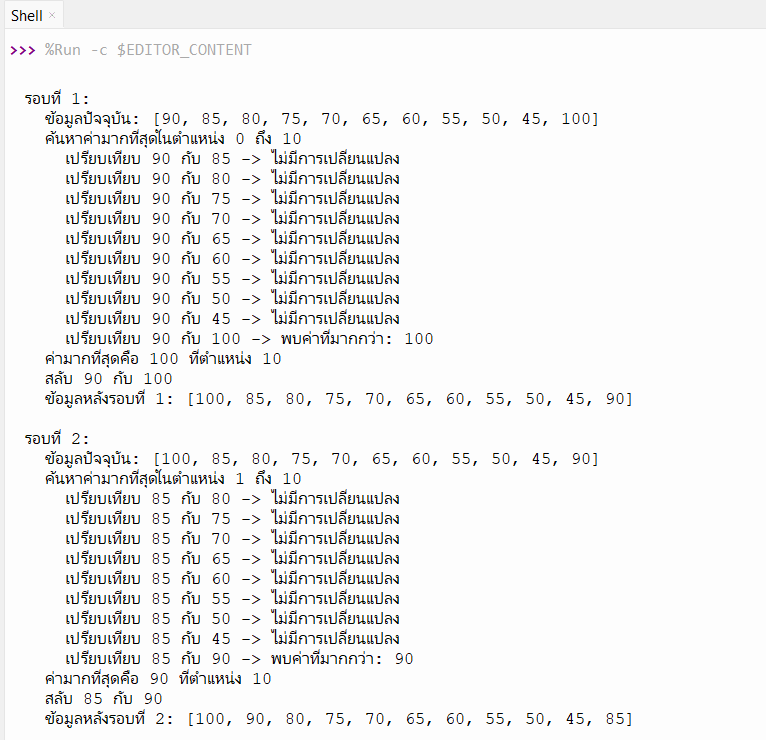 Shell ×
>>> %Run -c $EDITOR_CONTENT
รอบที่ 1:
ข้อมูลปัจจุบัน: [90, 85, 80, 75, 70, 65, 60, 55, 50, 45, 100]
ค้นหาค่ามากที่สุดในตำแหน่ง 0 ถึง 10
เปรียบเทียบ 90 กับ 85 -> ไม่มีการเปลี่ยนแปลง
เปรียบเทียบ 90 กับ 80 -> ไม่มีการเปลี่ยนแปลง
เปรียบเทียบ 90 กับ 75 -> ไม่มีการเปลี่ยนแปลง
เปรียบเทียบ 90 กับ 70 -> ไม่มีการเปลี่ยนแปลง
เปรียบเทียบ 90 กับ 65 -> ไม่มีการเปลี่ยนแปลง
เปรียบเทียบ 90 กับ 60 -> ไม่มีการเปลี่ยนแปลง
เปรียบเทียบ 90 กับ 55 -> ไม่มีการเปลี่ยนแปลง
เปรียบเทียบ 90 กับ 50 -> ไม่มีการเปลี่ยนแปลง
เปรียบเทียบ 90 กับ 45 -> ไม่มีการเปลี่ยนแปลง
เปรียบเทียบ 90 กับ 100 -> พบค่าที่มากกว่า: 100
ค่ามากที่สุดคือ 100 ที่ตำแหน่ง 10
สลับ 90 กับ 100
ข้อมูลหลังรอบที่ 1: [100, 85, 80, 75, 70, 65, 60, 55, 50, 45, 90]
รอบที่ 2:
ข้อมูลปัจจุบัน: [100, 85, 80, 75, 70, 65, 60, 55, 50, 45, 90]
ค้นหาค่ามากที่สุดในตำแหน่ง 1 ถึง 10
เปรียบเทียบ 85 กับ 80 -> ไม่มีการเปลี่ยนแปลง
เปรียบเทียบ 85 กับ 75 -> ไม่มีการเปลี่ยนแปลง
เปรียบเทียบ 85 กับ 70 -> ไม่มีการเปลี่ยนแปลง
เปรียบเทียบ 85 กับ 65 -> ไม่มีการเปลี่ยนแปลง
เปรียบเทียบ 85 กับ 60 -> ไม่มีการเปลี่ยนแปลง
เปรียบเทียบ 85 กับ 55 -> ไม่มีการเปลี่ยนแปลง
เปรียบเทียบ 85 กับ 50 -> ไม่มีการเปลี่ยนแปลง
เปรียบเทียบ 85 กับ 45 -> ไม่มีการเปลี่ยนแปลง
เปรียบเทียบ 85 กับ 90 -> พบค่าที่มากกว่า: 90
ค่ามากที่สุดคือ 90 ที่ตำแหน่ง 10
สลับ 85 กับ 90
ข้อมูลหลังรอบที่ 2: [100, 90, 80, 75, 70, 65, 60, 55, 50, 45, 85]